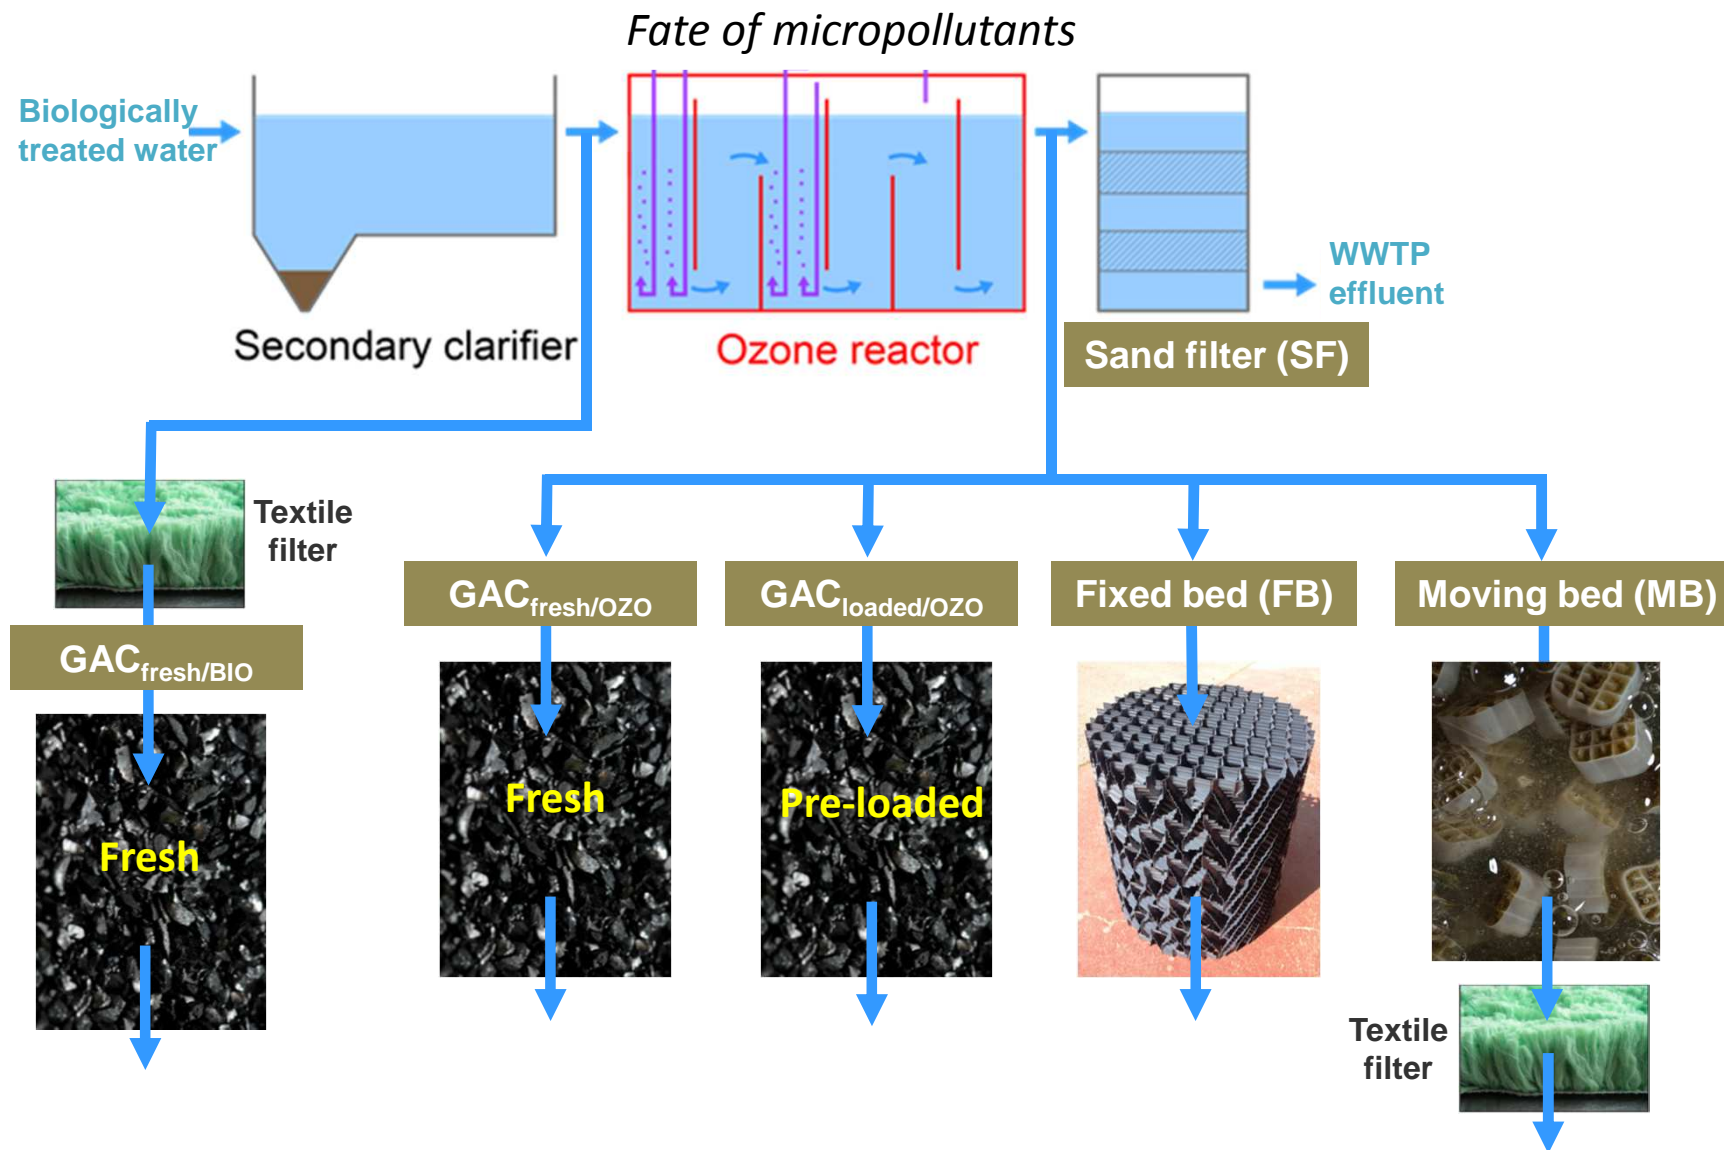 Fate of micropollutants
Biologically
treated water
WWTP
effluent
Secondary clarifier
Ozone reactor
Sand filter (SF)
Textile
filter
GACfresh/BIO
GACfresh/OZO
GACloaded/OZO
Fixed bed (FB)
Moving bed (MB)
Fresh
Fresh
Pre-loaded
Textile
filter